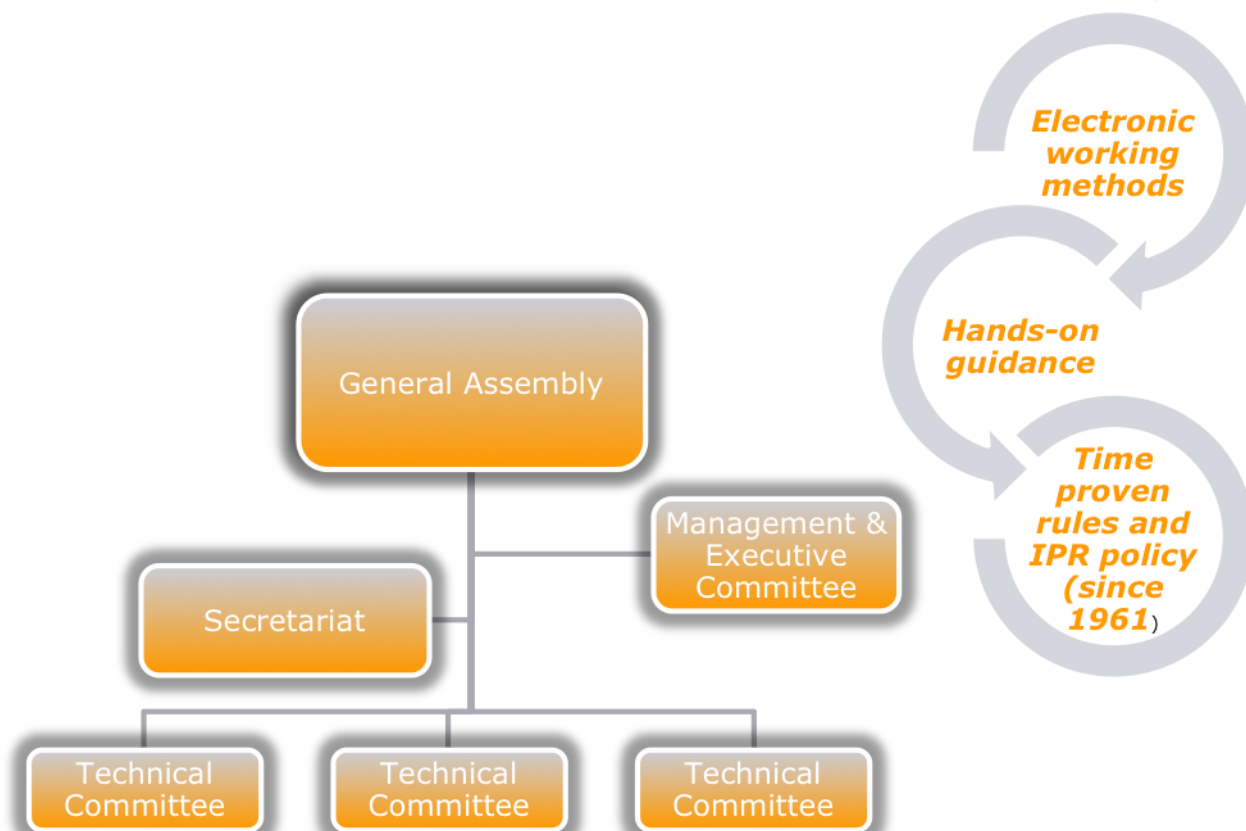 Electronic
working
methods
Hands-on
guidance
Time
proven
rules and
IPR policy
(since
1961)
General Assembly
Management &
Executive
Committee
Secretariat
Technical
Committee
Technical
Committee
Technical
Committee